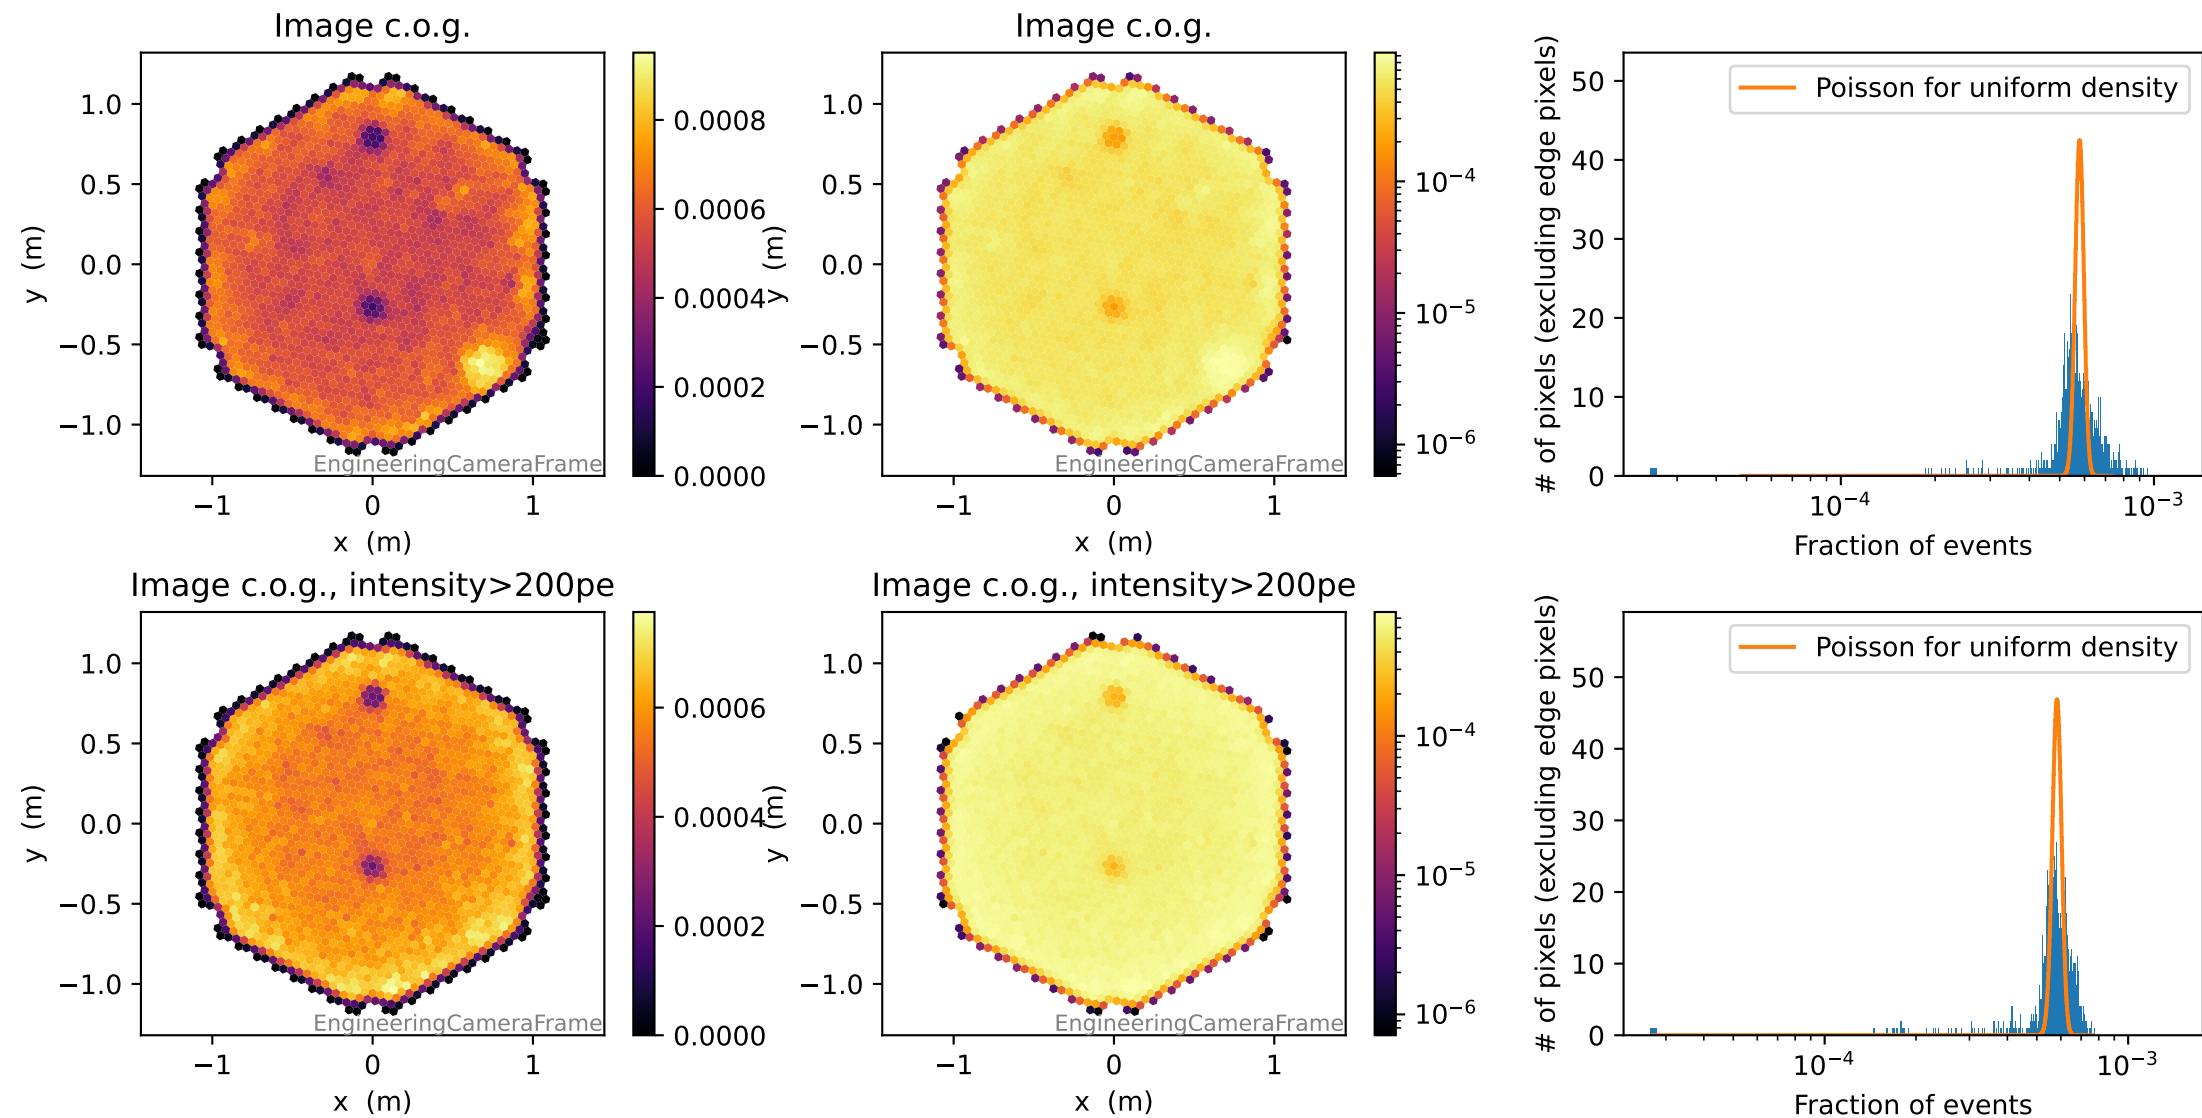 Image c.o.g.
y (m)
1.0
0.5
0.0
−0.5
−1.0
−1
0
1
x (m)
EngineeringCameraFrame
0.0008
0.0006
0.0004
0.0002
0.0000
Image c.o.g.
y (m)
1.0
0.5
0.0
−0.5
−1.0
−1
0
1
x (m)
EngineeringCameraFrame
10−4
10−5
10−6
# of pixels (excluding edge pixels)
50
40
30
20
10
0
Poisson for uniform density
10−4
10−3
Fraction of events
Image c.o.g., intensity>200pe
y (m)
1.0
0.5
0.0
−0.5
−1.0
−1
0
1
x (m)
EngineeringCameraFrame
0.0006
0.0004
0.0002
0.0000
Image c.o.g., intensity>200pe
y (m)
1.0
0.5
0.0
−0.5
−1.0
−1
0
1
x (m)
EngineeringCameraFrame
10−4
10−5
10−6
# of pixels (excluding edge pixels)
50
40
30
20
10
0
Poisson for uniform density
10−4
10−3
Fraction of events